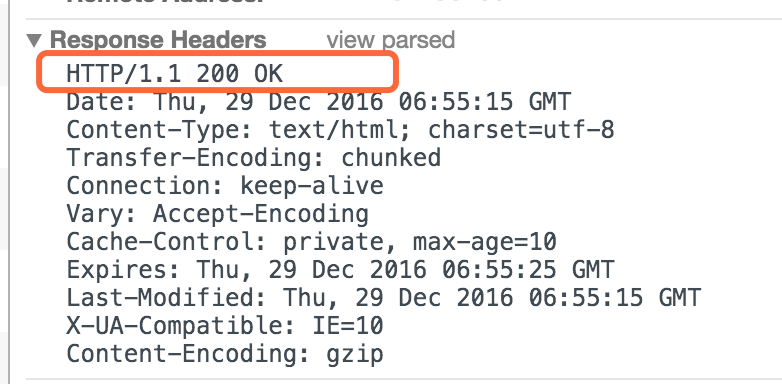 Response Headers view parsed
HTTP/1.1 200 OK
Date: Thu, 29 Dec 2016 06:55:15 GMT
Content-Type: text/html; charset=utf-8
Transfer-Encoding: chunked
Connection: keep-alive
Vary: Accept-Encoding
Cache-Control: private, max-age=10
Expires: Thu, 29 Dec 2016 06:55:25 GMT
Last-Modified: Thu, 29 Dec 2016 06:55:15 GMT
X-UA-Compatible: IE=10
Content-Encoding: gzip